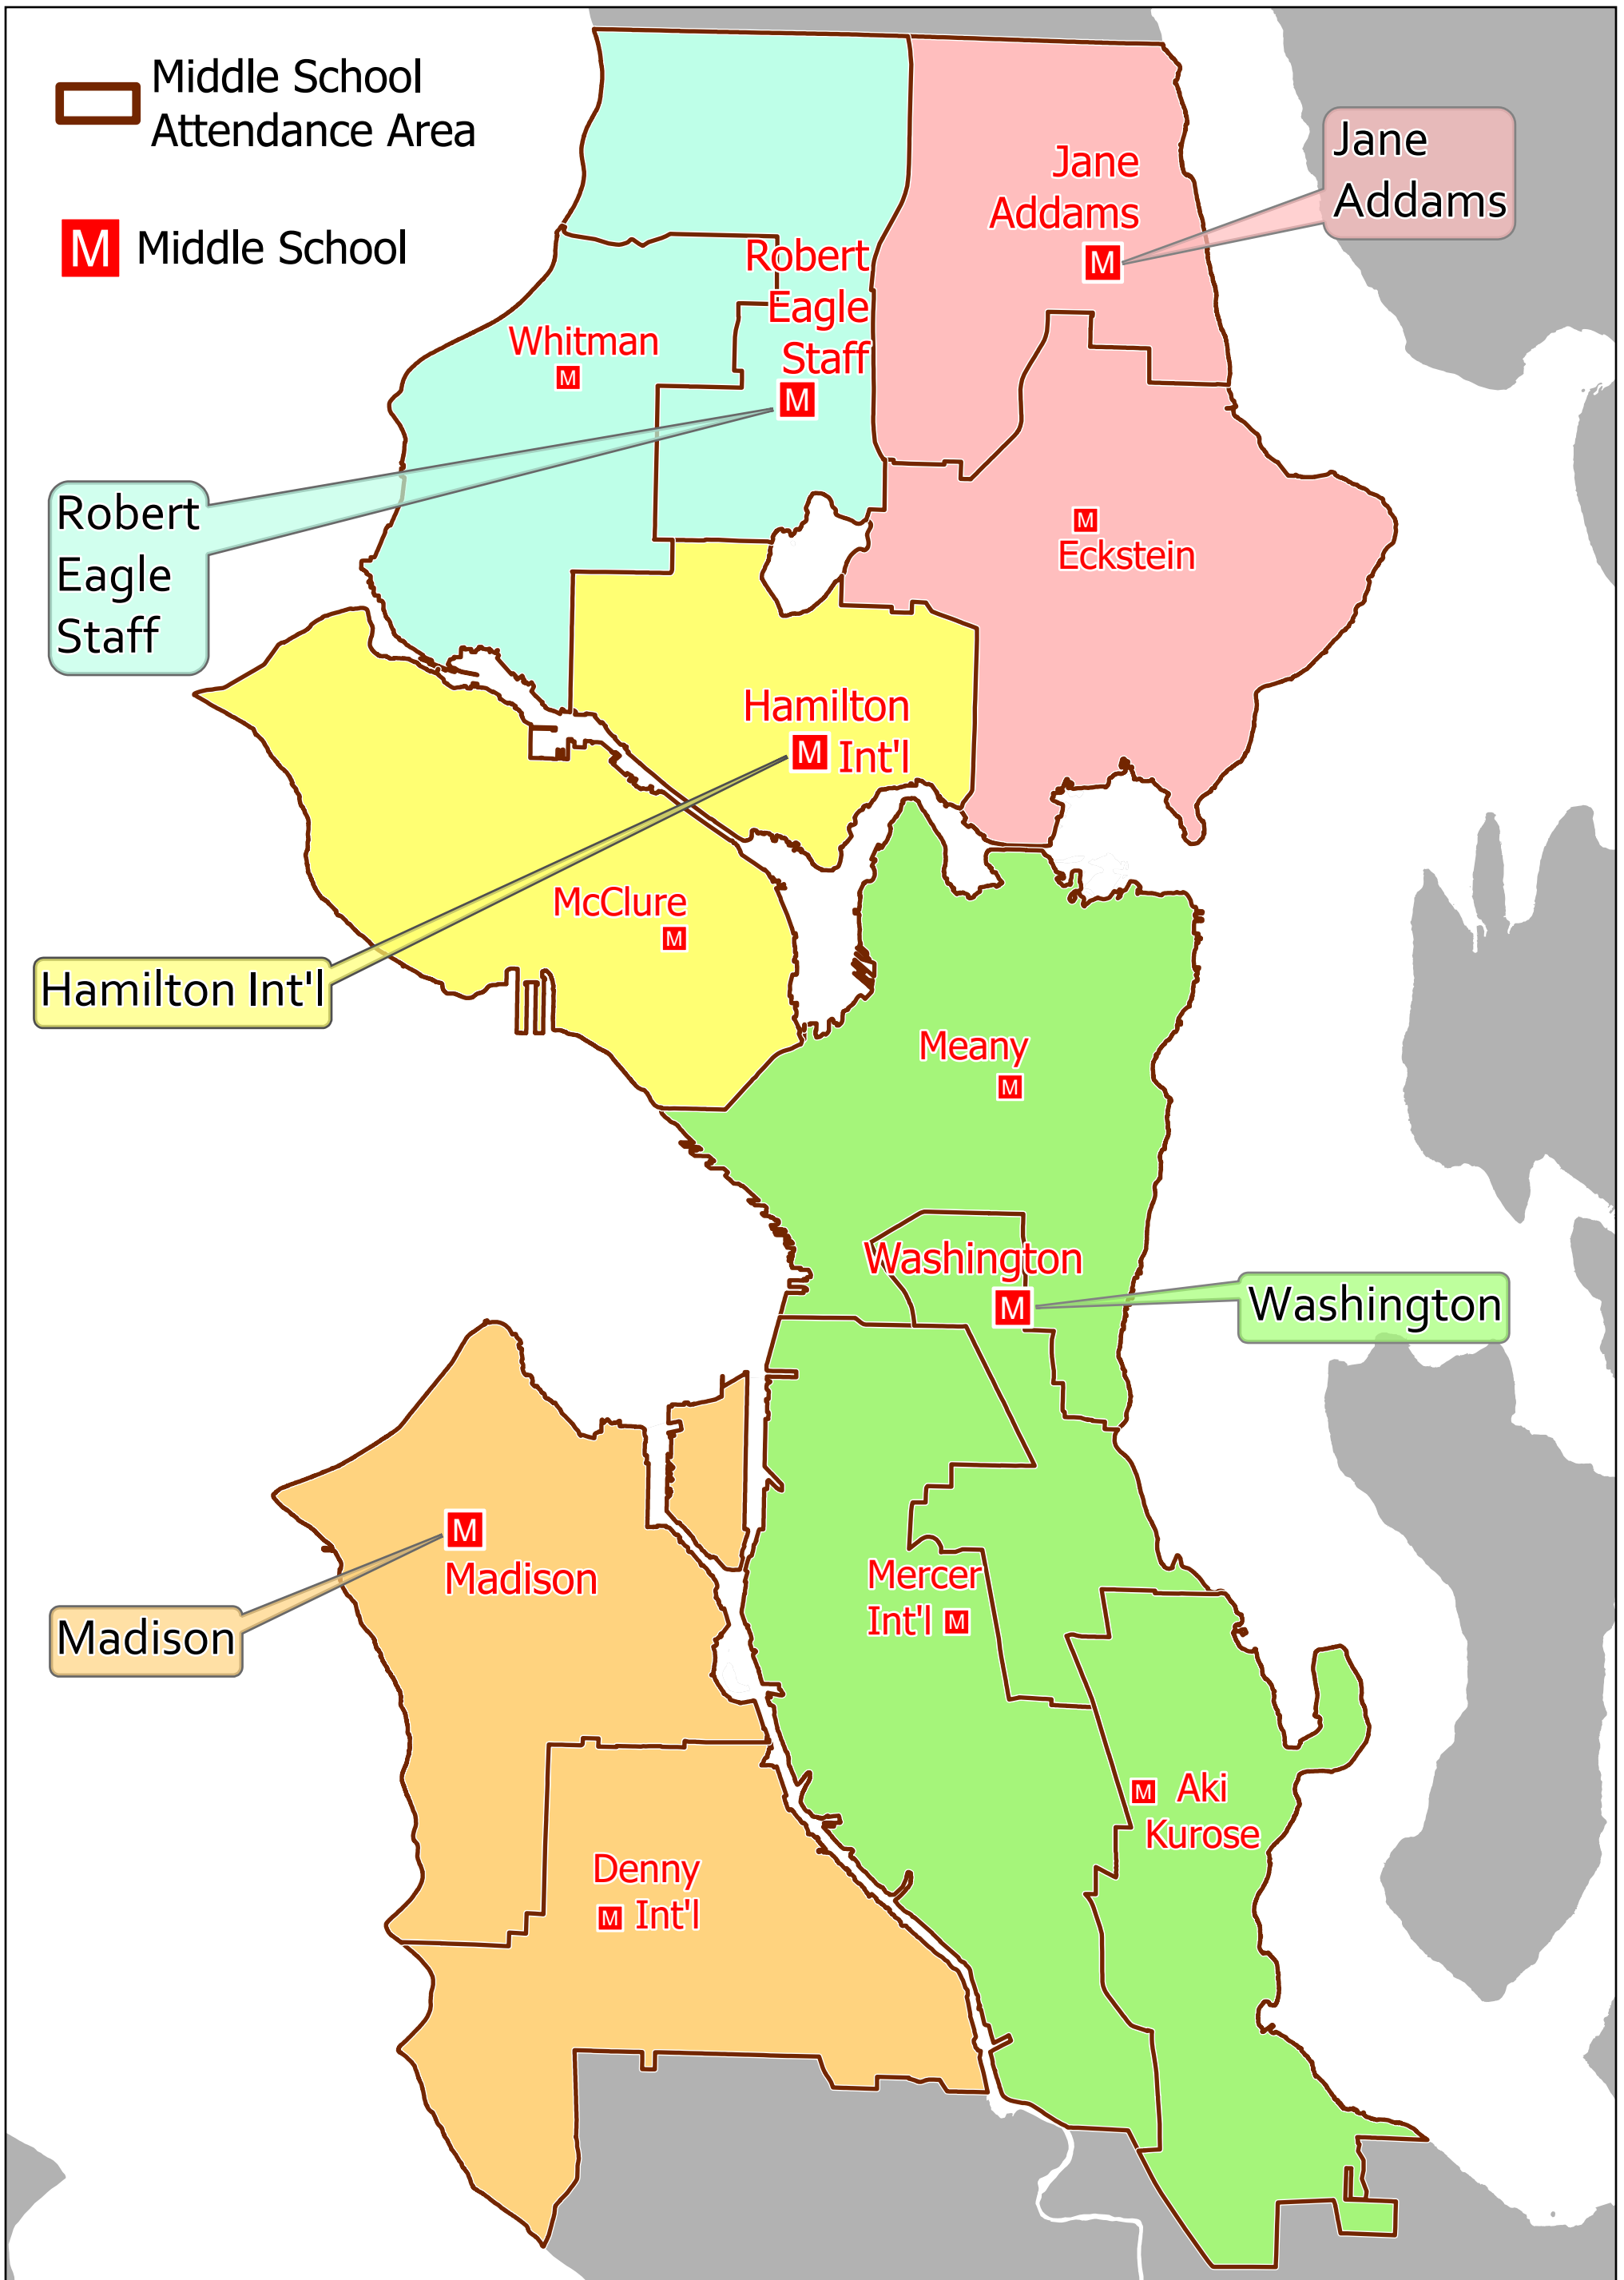 Middle School
Attendance Area
M Middle School
Jane
Addams
M
Jane
Addams
Robert
Eagle
Staff
M
Whitman
M
Robert
Eagle
Staff
M
Eckstein
Hamilton
M Int'l
McClure
M
Hamilton Int'l
Meany
M
Washington
M
Washington
M
Madison
Madison
Mercer
Int'l M
M Aki
Kurose
Denny
M Int'l